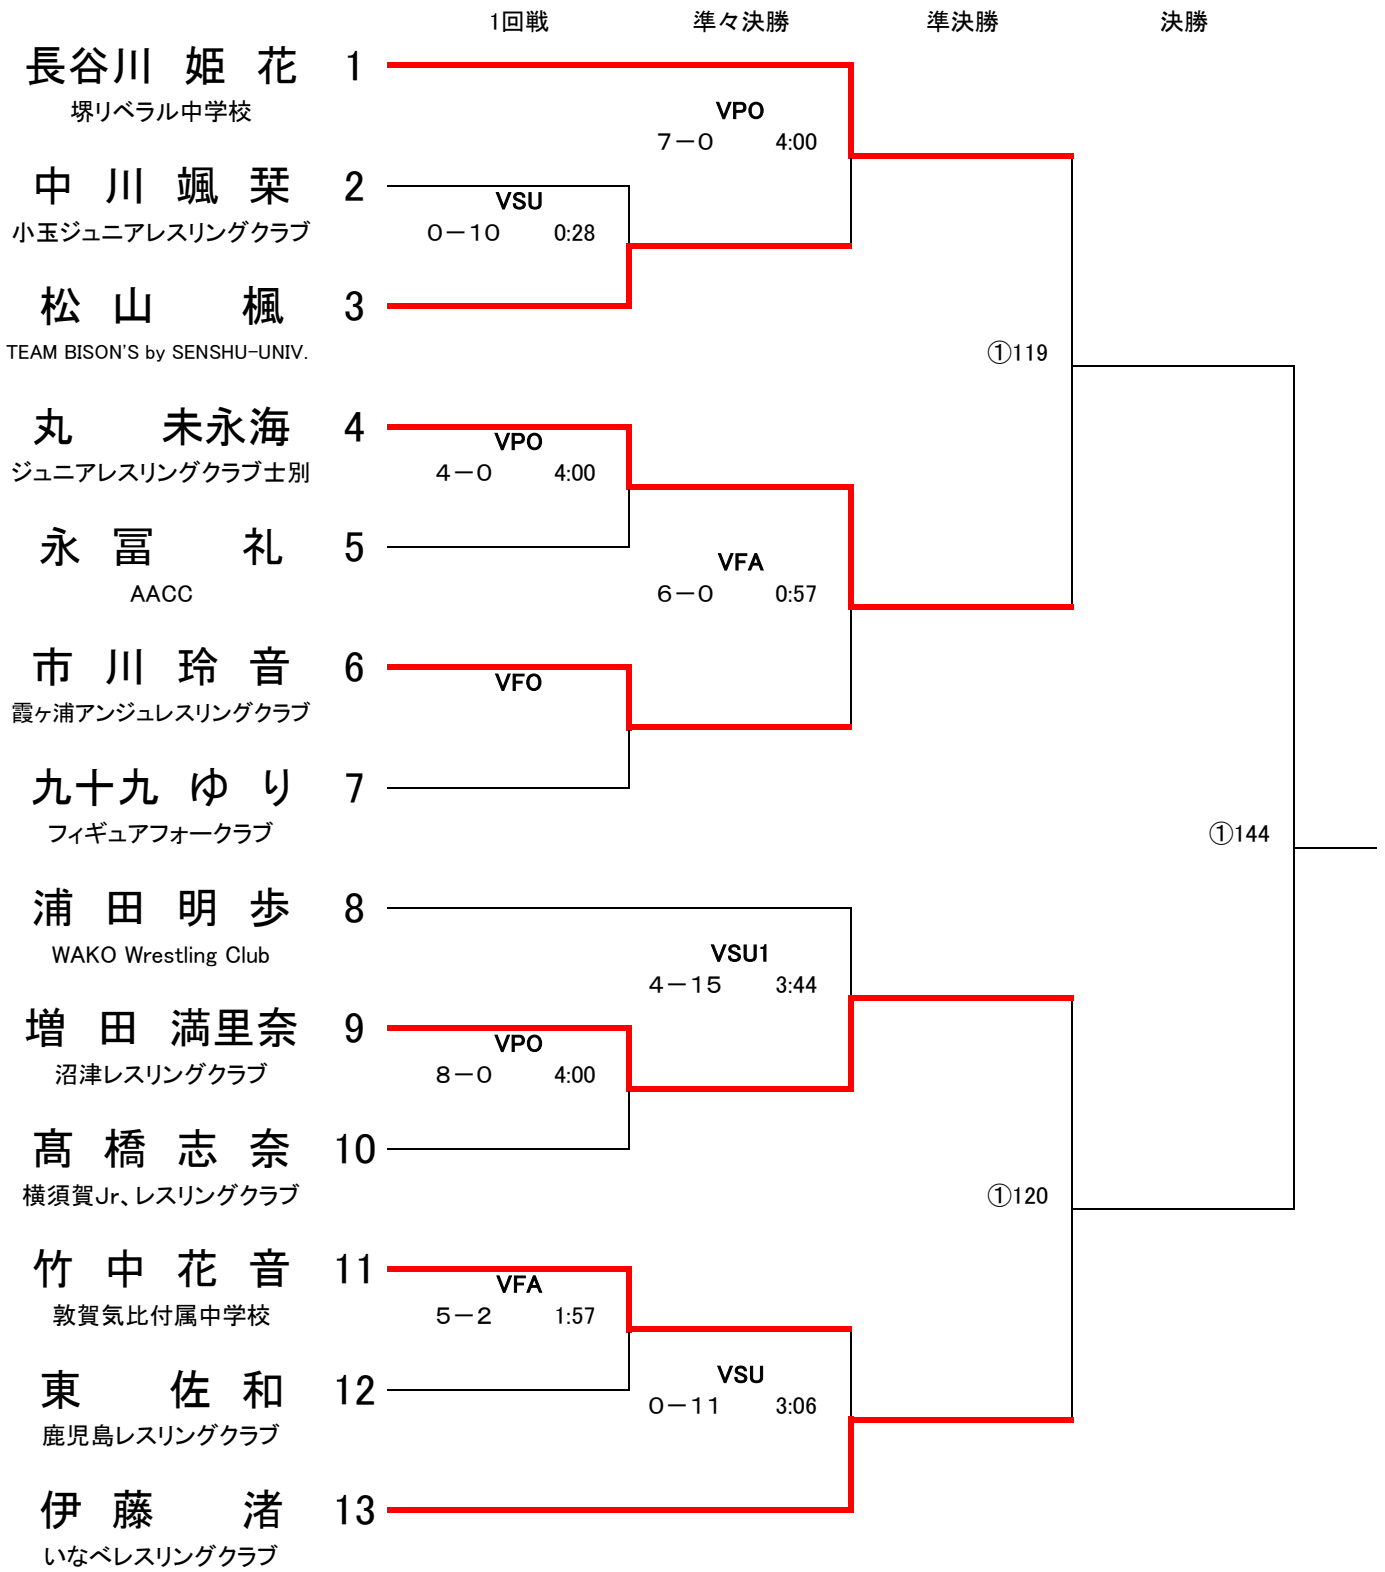 1回戦 準々決勝 準決勝 決勝
長谷川 姫 花 1
堺リベラル中学校
VPO
7－0 4:00
中 川 颯 栞 2
VSU
小玉ジュニアレスリングクラブ
0－10 0:28
松 山 楓 3
TEAM BISON'S by SENSHU-UNIV.
①119
丸 未永海 4
VPO
ジュニアレスリングクラブ士別
4－0 4:00
永 冨 礼 5
VFA
AACC
6－0 0:57
市 川 玲 音 6
VFO
霞ヶ浦アンジュレスリングクラブ
九十九 ゆ り 7
フィギュアフォークラブ
①144
浦 田 明 歩 8
WAKO Wrestling Club
VSU1
4－15 3:44
増 田 満里奈 9
VPO
沼津レスリングクラブ
8－0 4:00
髙 橋 志 奈 10
横須賀Jr、レスリングクラブ
①120
竹 中 花 音 11
VFA
敦賀気比付属中学校
5－2 1:57
VSU
東 佐 和 12
0－11 3:06
鹿児島レスリングクラブ
伊 藤 渚 13
いなべレスリングクラブ